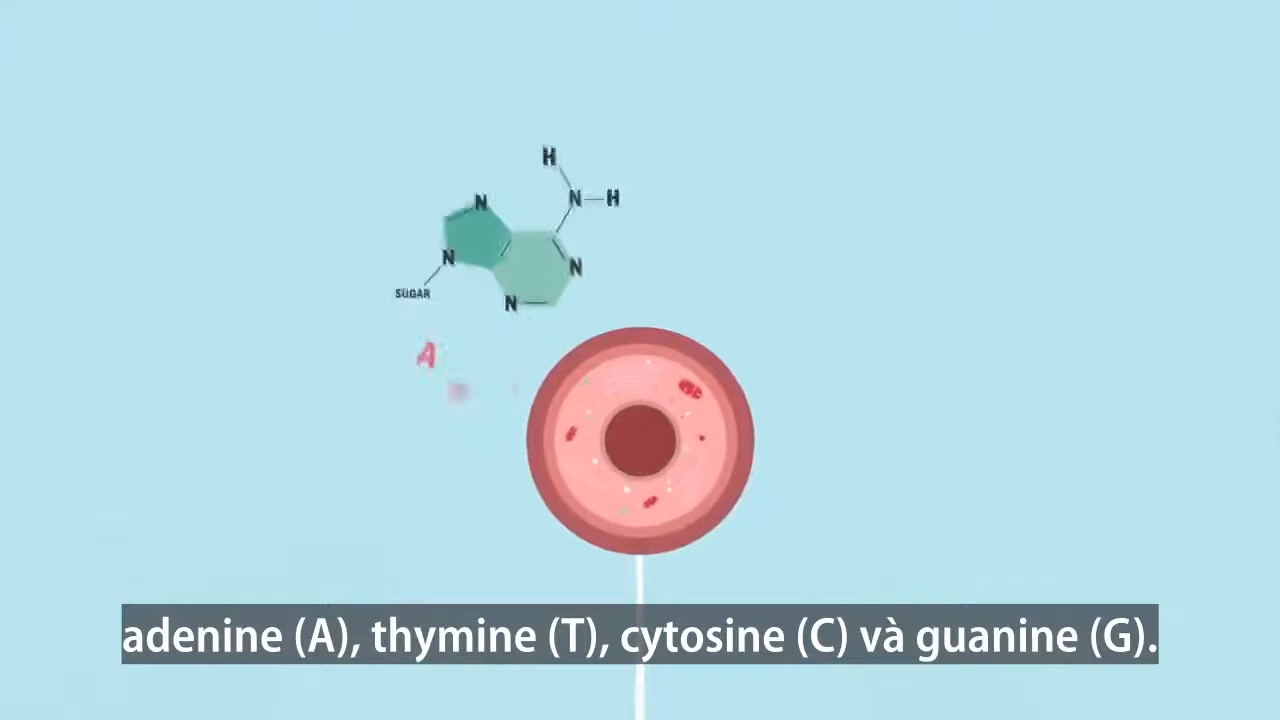 H
N
N H
N
N
SUGAR
N
A
adenine (A), thymine (T), cytosine (C) và guanine (G).